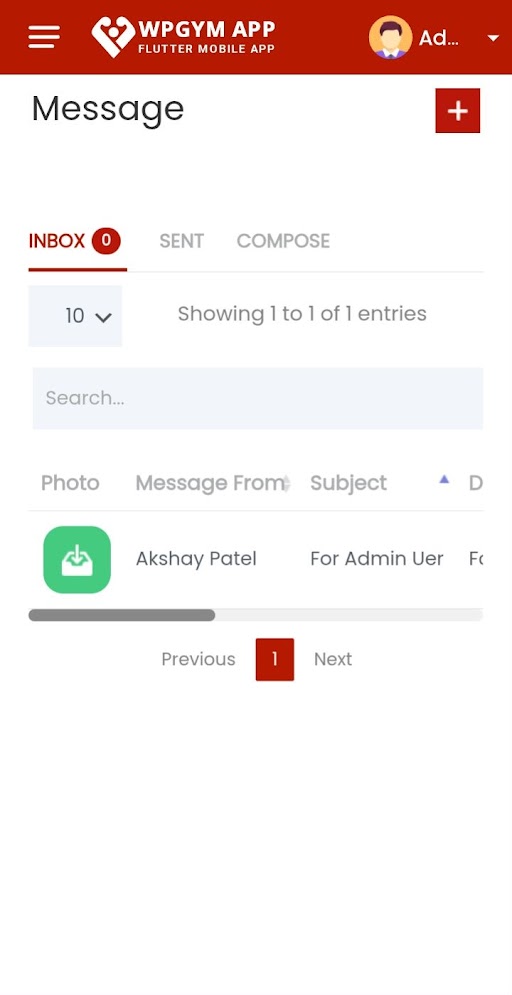 WPGYM APP
FLUTTER MOBILE APP
Ad...
Message
INBOX 0 SENT COMPOSE
10 Showing 1 to 1 of 1 entries
Search...
Photo Message From Subject D
Akshay Patel For Admin Uer Fo
Previous 1 Next